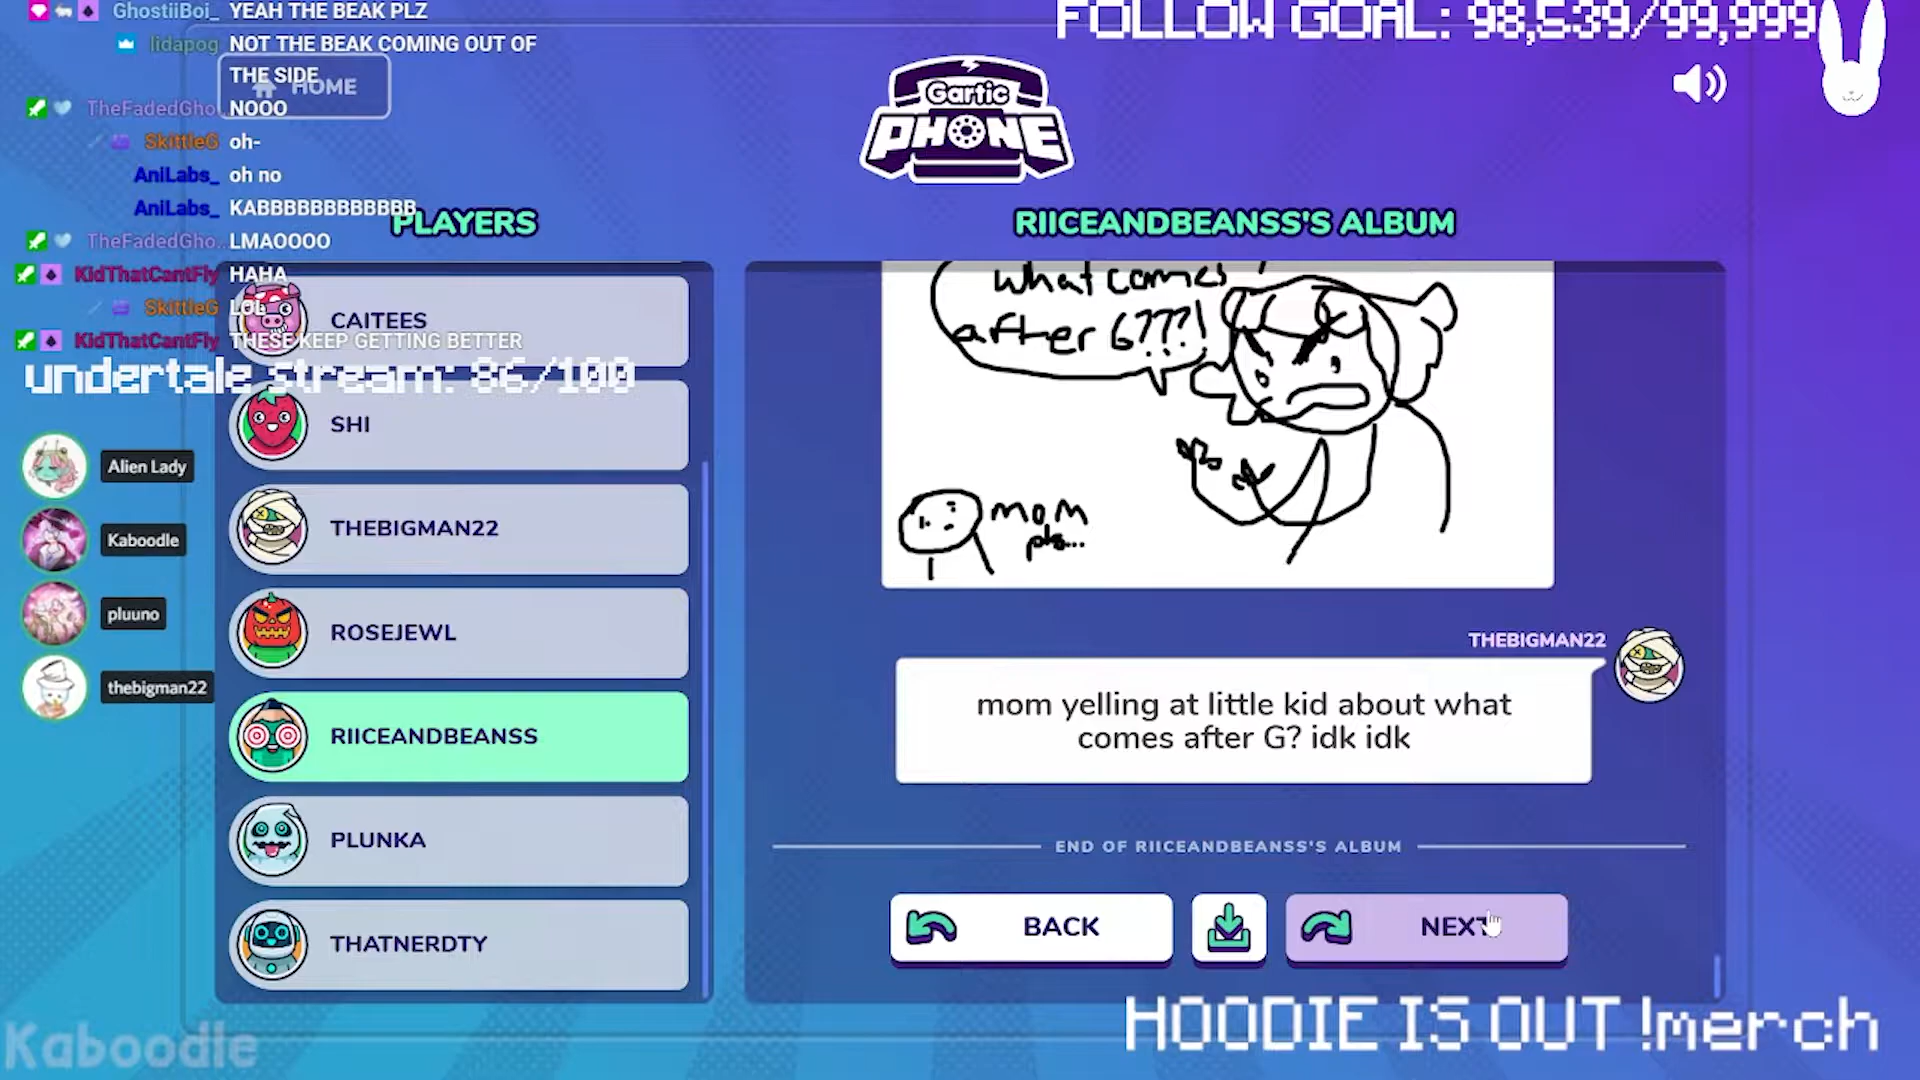 GhostiiBoi_ YEAH THE BEAK PLZ
lidapog NOT THE BEAK COMING OUT OF
THE SIDE
TheFadedGho NOOO
SkittleG oh-
AniLabs_ oh no
AniLabs_ KABBBBBBBBBBBB
TheFadedGho... LMAOOOO
KidThatCantFly HAHA
SkittleG LOL
KidThatCantFly THESE KEEP GETTING BETTER
undertale stream: 86/100
FOLLOW GOAL: 98,539/99,999
HOME
Gartic
PHONE
PLAYERS
CAITEES
SHI
THEBIGMAN22
ROSEJEWL
RIICEANDBEANSS
PLUNKA
THATNERDTY
Alien Lady
Kaboodle
pluuno
thebigman22
RIICEANDBEANSS'S ALBUM
what comes
after G???!
mom
pls...
THEBIGMAN22
mom yelling at little kid about what
comes after G? idk idk
END OF RIICEANDBEANSS'S ALBUM
BACK
NEXT
HOODIE IS OUT !merch
Kaboodle